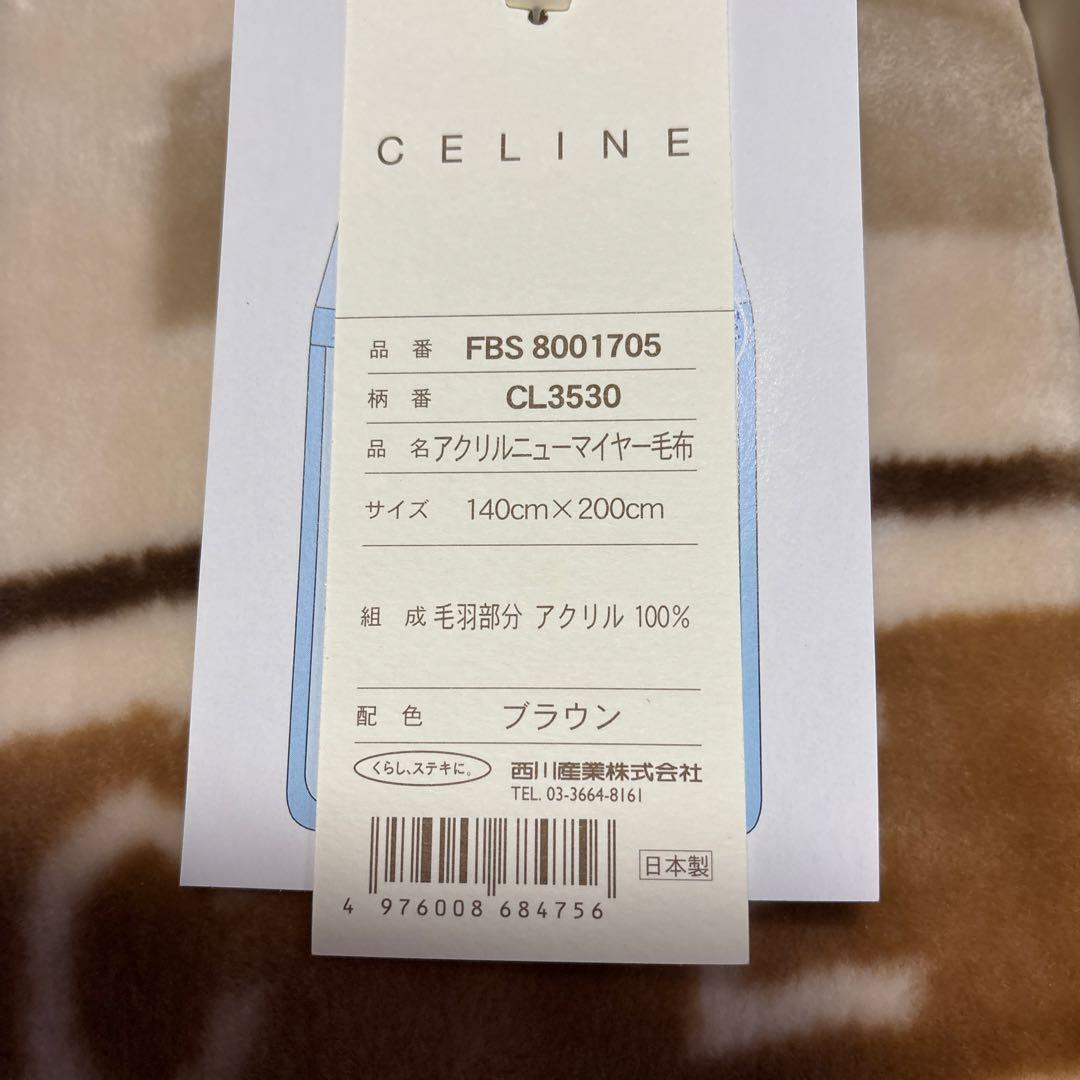 CELINE
品番 FBS 8001705
柄番 CL3530
品名 アクリルニューマイヤー毛布
サイズ 140cm×200cm
組成 毛羽部分 アクリル 100%
配色 ブラウン
くらし、ステキに。 西川産業株式会社
TEL. 03-3664-8161
日本製
4 976008 684756